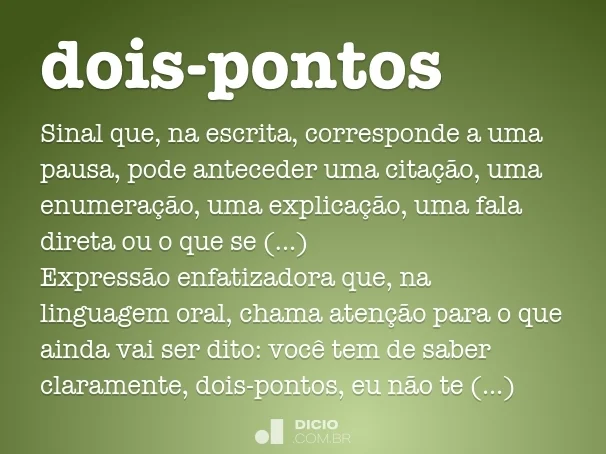 dois-pontos
Sinal que, na escrita, corresponde a uma
pausa, pode anteceder uma citação, uma
enumeração, uma explicação, uma fala
direta ou o que se (...)
Expressão enfatizadora que, na
linguagem oral, chama atenção para o que
ainda vai ser dito: você tem de saber
claramente, dois-pontos, eu não te (...)
DICIO
.COM.BR